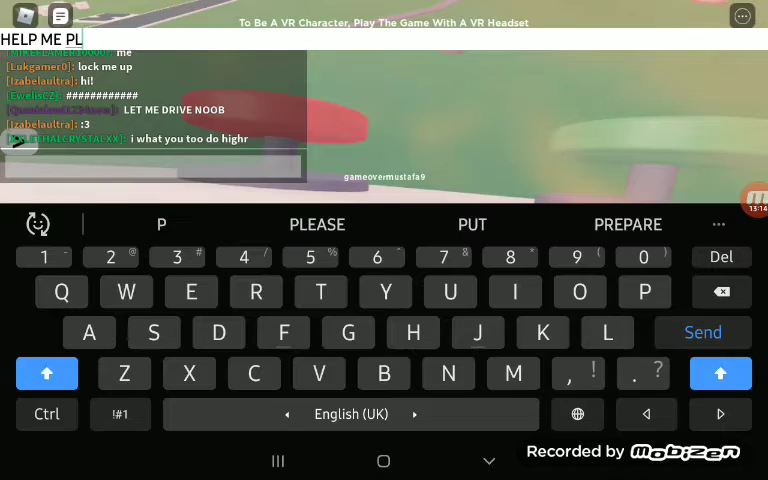 To Be A VR Character, Play The Game With A VR Headset
HELP ME PL
me
[Lukgamer0]: lock me up
[Izabelaultra]: hi!
############
LET ME DRIVE NOOB
[Izabelaultra]: :3
i what you too do highr
gameovermustafa9
13:14
P PLEASE PUT PREPARE ...
1 - 2 @ 3 # 4 / 5 % 6 ^ 7 & 8 * 9 ( 0 ) Del
Q W E R T Y U I O P
A S D F G H J K L Send
Z X C V B N M , ! . ?
Ctrl !#1 English (UK)
Recorded by mobizen